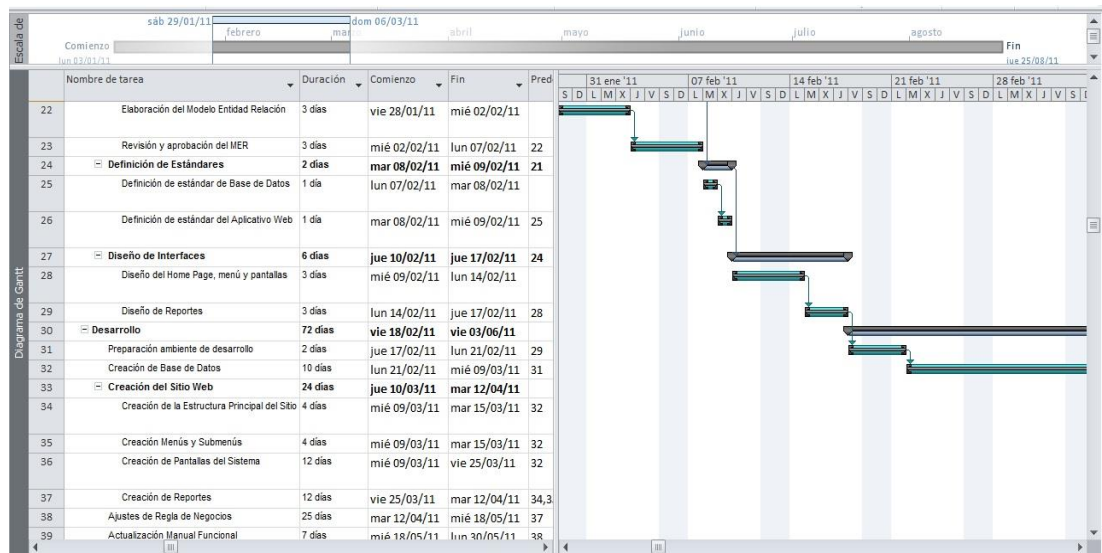 Escala de
sáb 29/01/11 dom 06/03/11
febrero abril mayo junio julio agosto
Comienzo Fin
lun 03/01/11 jue 25/08/11
Diagrama de Gantt
Nombre de tarea Duración Comienzo Fin Pred
31 ene '11 07 feb '11 14 feb '11 21 feb '11 28 feb '11
S D L M X J V S D L M X J V S D L M X J V S D L M X J V S D L M X J V S
22 Elaboración del Modelo Entidad Relación 3 días vie 28/01/11 mié 02/02/11
23 Revisión y aprobación del MER 3 días mié 02/02/11 lun 07/02/11 22
24 Definición de Estándares 2 días mar 08/02/11 mié 09/02/11 21
25 Definición de estándar de Base de Datos 1 día lun 07/02/11 mar 08/02/11
26 Definición de estándar del Aplicativo Web 1 día mar 08/02/11 mié 09/02/11 25
27 Diseño de Interfaces 6 días jue 10/02/11 jue 17/02/11 24
28 Diseño del Home Page, menú y pantallas 3 días mié 09/02/11 lun 14/02/11
29 Diseño de Reportes 3 días lun 14/02/11 jue 17/02/11 28
30 Desarrollo 72 días vie 18/02/11 vie 03/06/11
31 Preparación ambiente de desarrollo 2 días jue 17/02/11 lun 21/02/11 29
32 Creación de Base de Datos 10 días lun 21/02/11 mié 09/03/11 31
33 Creación del Sitio Web 24 días jue 10/03/11 mar 12/04/11
34 Creación de la Estructura Principal del Sitio 4 días mié 09/03/11 mar 15/03/11 32
35 Creación Menús y Submenús 4 días mié 09/03/11 mar 15/03/11 32
36 Creación de Pantallas del Sistema 12 días mié 09/03/11 vie 25/03/11 32
37 Creación de Reportes 12 días vie 25/03/11 mar 12/04/11 34,3
38 Ajustes de Regla de Negocios 25 días mar 12/04/11 mié 18/05/11 37
39 Actualización Manual Funcional 7 días mié 18/05/11 lun 30/05/11 38